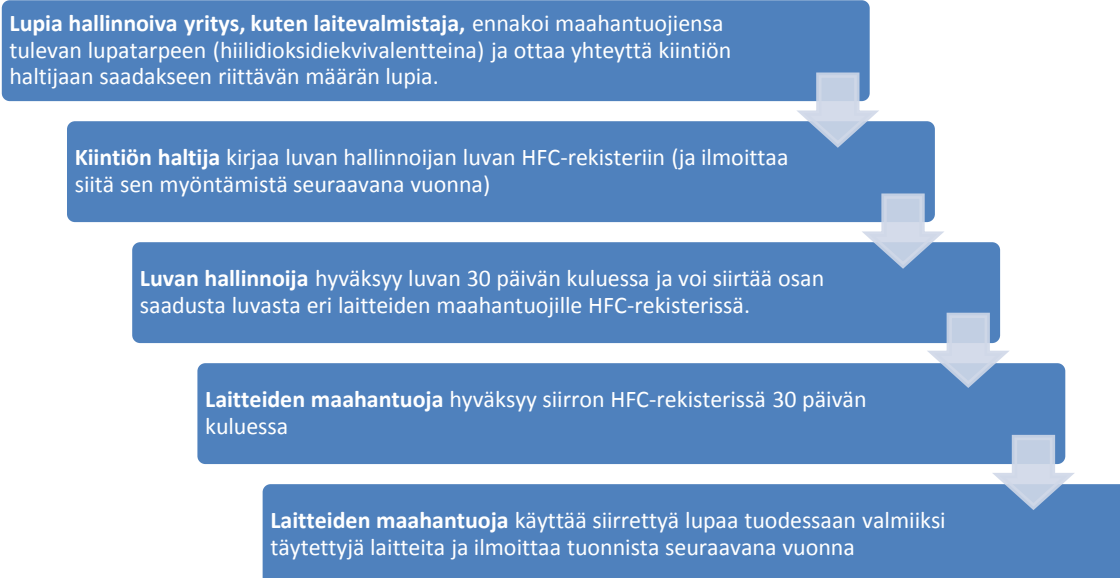 Lupia hallinnoiva yritys, kuten laitevalmistaja, ennakoi maahantuojiensa
tulevan lupatarpeen (hiilidioksidiekvivalentteina) ja ottaa yhteyttä kiintiön
haltijaan saadakseen riittävän määrän lupia.
Kiintiön haltija kirjaa luvan hallinnoijan luvan HFC-rekisteriin (ja ilmoittaa
siitä sen myöntämistä seuraavana vuonna)
Luvan hallinnoija hyväksyy luvan 30 päivän kuluessa ja voi siirtää osan
saadusta luvasta eri laitteiden maahantuojille HFC-rekisterissä.
Laitteiden maahantuoja hyväksyy siirron HFC-rekisterissä 30 päivän
kuluessa
Laitteiden maahantuoja käyttää siirrettyä lupaa tuodessaan valmiiksi
täytettyjä laitteita ja ilmoittaa tuonnista seuraavana vuonna